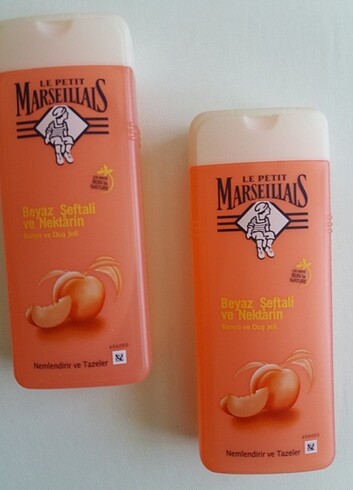 LE PETIT
MARSEILLAIS
Beyaz Şeftali
ve Nektarin
Banyo ve Duş jeli
Nemlendirir ve Tazeler
LE PETIT
MARSEILLAIS
Beyaz Şeftali
ve Nektarin
Banyo ve Duş jeli
Nemlendirir ve Tazeler